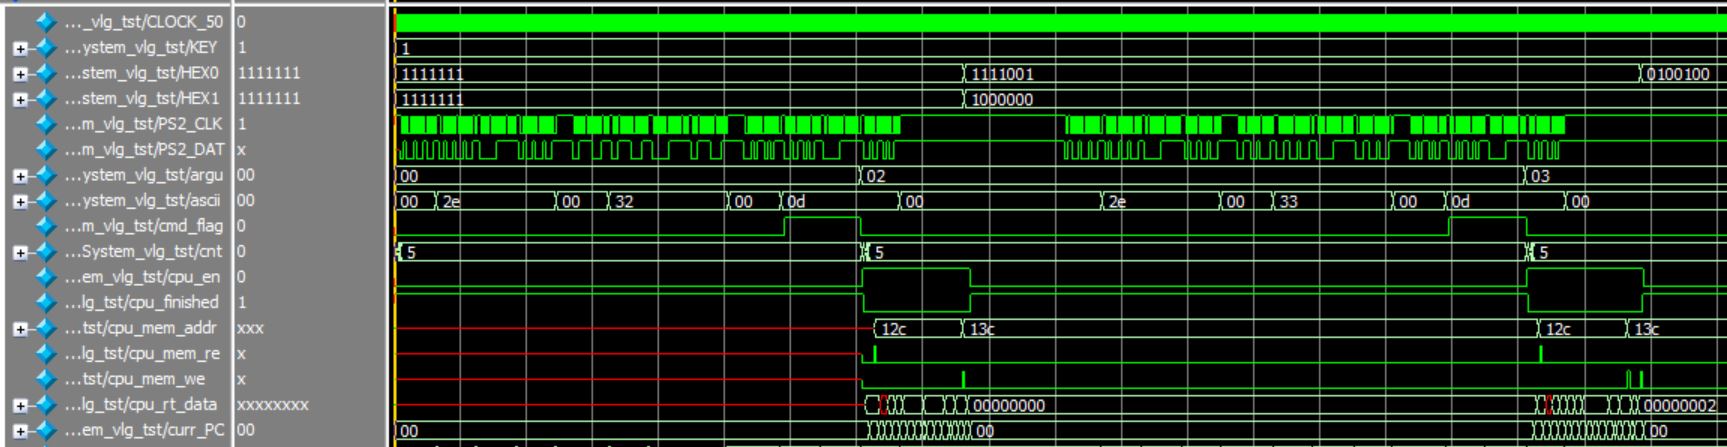 ..._vlg_tst/CLOCK_50 0
...ystem_vlg_tst/KEY 1 1
...stem_vlg_tst/HEX0 1111111 1111111 1111001 0100100
...stem_vlg_tst/HEX1 1111111 1111111 1000000
...m_vlg_tst/PS2_CLK 1
...m_vlg_tst/PS2_DAT x
...ystem_vlg_tst/argu 00 00 02 03
...ystem_vlg_tst/ascii 00 00 2e 00 32 00 0d 00 2e 00 33 00 0d 00
...m_vlg_tst/cmd_flag 0
...System_vlg_tst/cnt 0 5 5 5
...em_vlg_tst/cpu_en 0
...lg_tst/cpu_finished 1
...tst/cpu_mem_addr xxx 12c 13c 12c 13c
...lg_tst/cpu_mem_re x
...tst/cpu_mem_we x
...lg_tst/cpu_rt_data xxxxxxxx 00000000 00000002
...em_vlg_tst/curr_PC 00 00 00 00